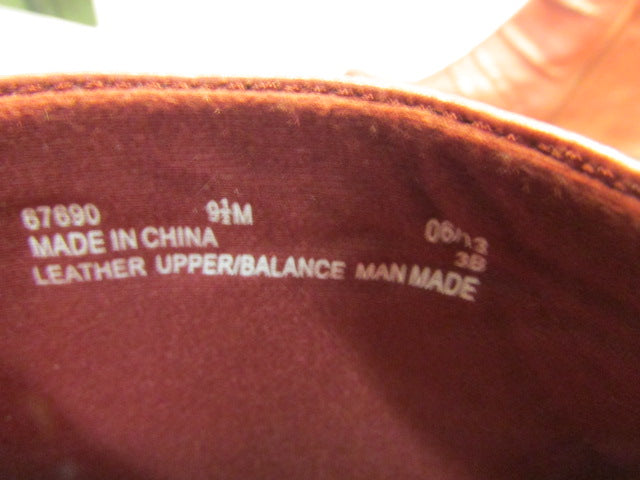 67690 9½M 06/13
MADE IN CHINA 3B
LEATHER UPPER/BALANCE MAN MADE